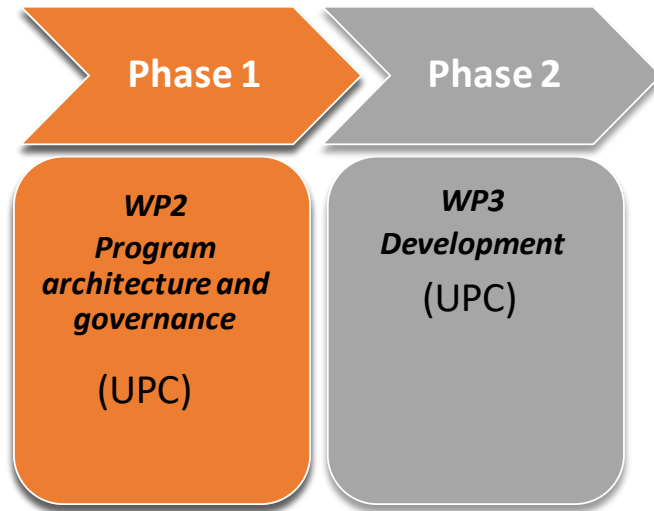 Phase 1
Phase 2
WP2
Program
architecture and
governance
(UPC)
WP3
Development
(UPC)